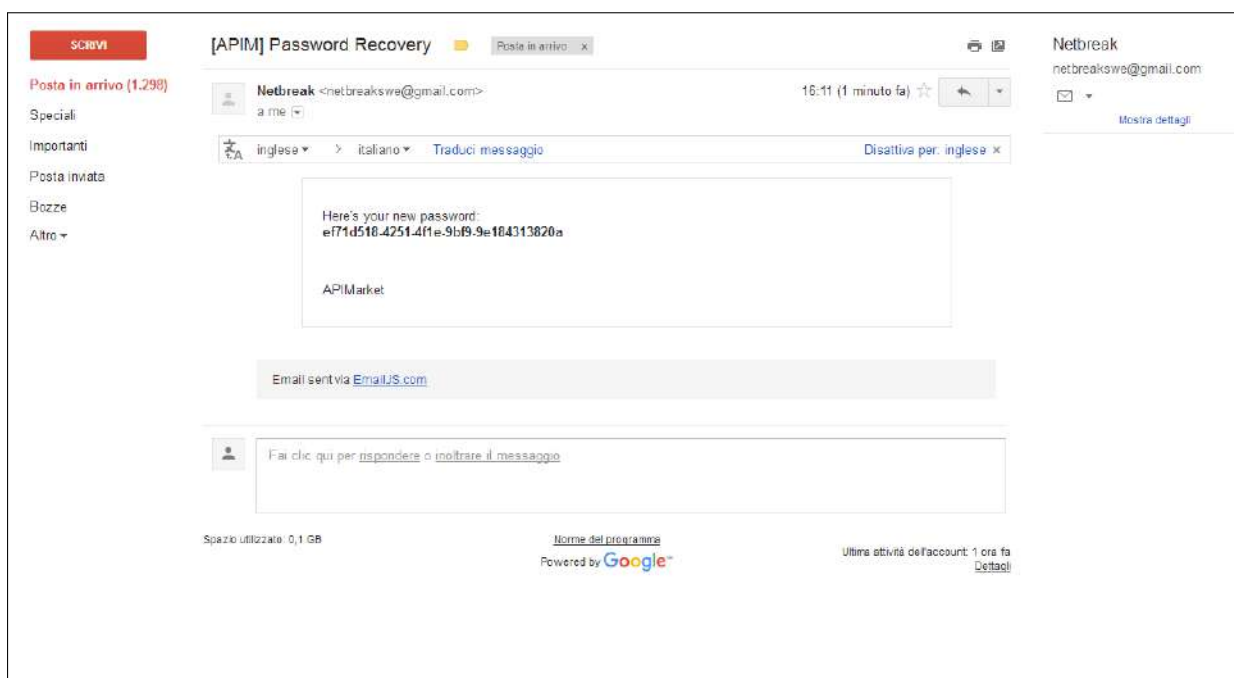 SCRIVI
Posta in arrivo (1.298)
Speciali
Importanti
Posta inviata
Bozze
Altro
[APIM] Password Recovery
Posta in arrivo x
Netbreak <netbreakswe@gmail.com>
16:11 (1 minuto fa)
a me
inglese > italiano Traduci messaggio
Disattiva per: inglese x
Here's your new password:
ef71d518-4251-4f1e-9bf9-9e184313820a
APIMarket
Email sent via EmailJS.com
Fai clic qui per rispondere o inoltrare il messaggio
Spazio utilizzato: 0,1 GB
Norme del programma
Powered by Google™
Ultima attività dell'account: 1 ora fa
Dettagli
Netbreak
netbreakswe@gmail.com
Mostra dettagli